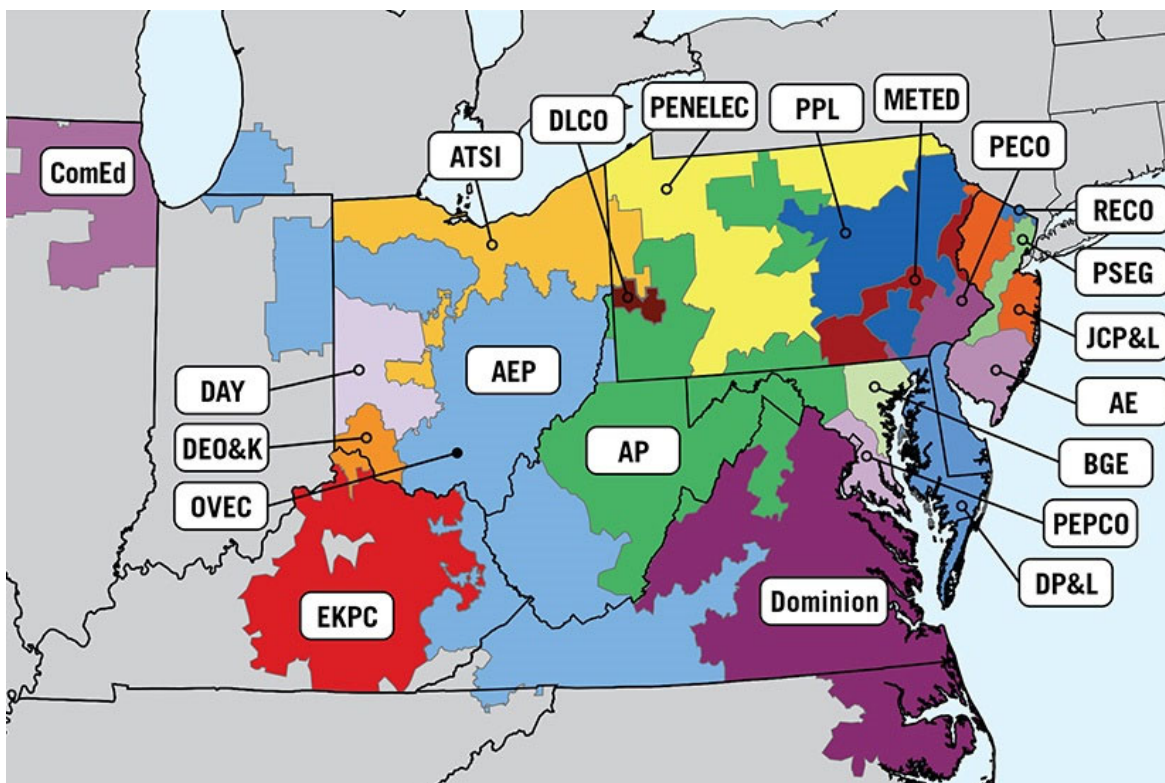 ComEd
ATSI
DLCO
PENELEC
PPL
METED
PECO
RECO
PSEG
JCP&L
AE
BGE
PEPCO
DP&L
DAY
DEO&K
OVEC
AEP
AP
EKPC
Dominion